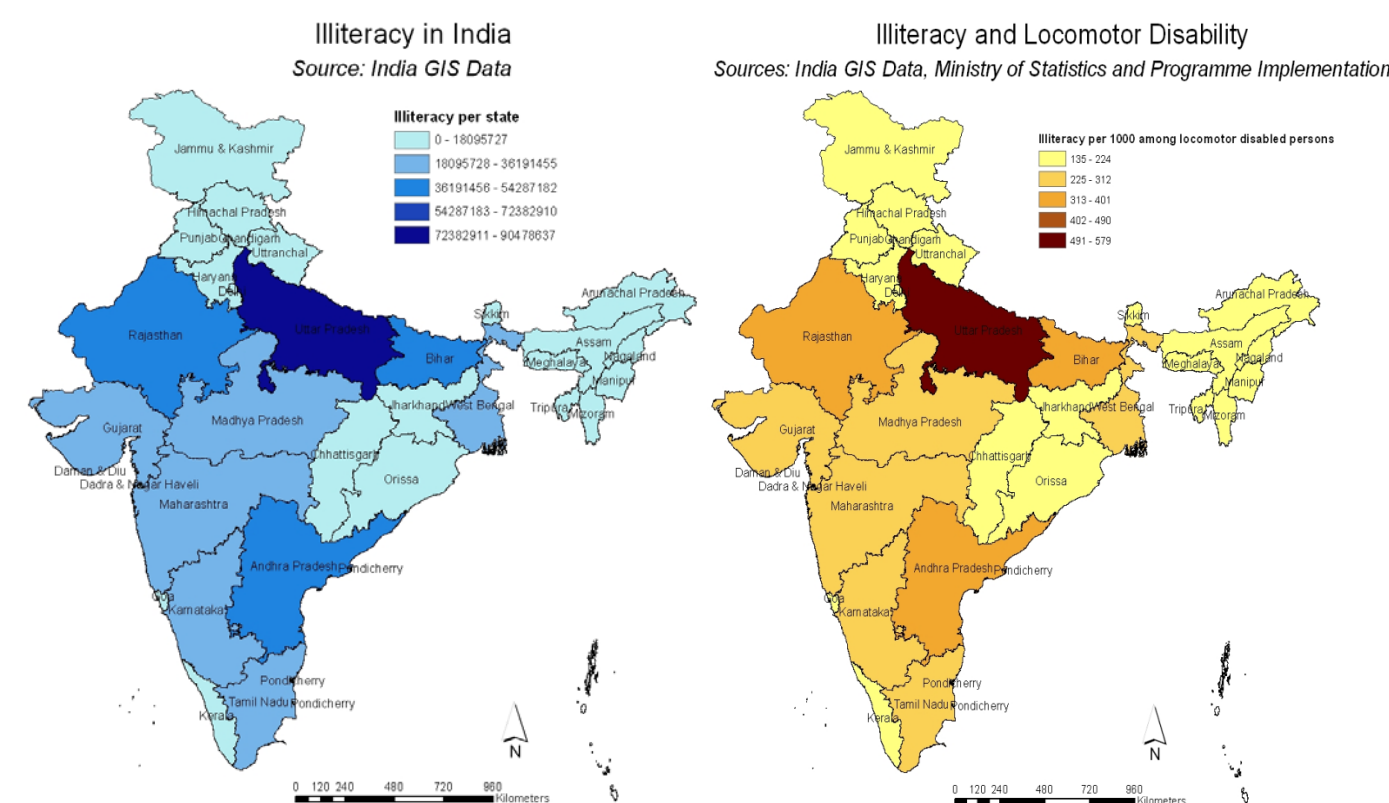 Illiteracy in India
Source: India GIS Data
Illiteracy per state
0 - 18095727
18095728 - 36191455
36191456 - 54287182
54287183 - 72382910
72382911 - 90478637
Jammu & Kashmir
Himachal Pradesh
Punjab
Chandigarh
Uttranchal
Haryana
Delhi
Rajasthan
Uttar Pradesh
Bihar
Sikkim
Arunachal Pradesh
Assam
Nagaland
Meghalaya
Manipur
Tripura
Mizoram
Jharkhand
West Bengal
Madhya Pradesh
Gujarat
Chhattisgarh
Daman & Diu
Dadra & Nagar Haveli
Orissa
Maharashtra
Andhra Pradesh
Pondicherry
Goa
Karnataka
Pondicherry
Tamil Nadu
Pondicherry
Kerala
N
0 120 240 480 720 960
Kilometers
Illiteracy and Locomotor Disability
Sources: India GIS Data, Ministry of Statistics and Programme Implementation
Illiteracy per 1000 among locomotor disabled persons
135 - 224
225 - 312
313 - 401
402 - 490
491 - 579
Jammu & Kashmir
Himachal Pradesh
Punjab
Chandigarh
Uttranchal
Haryana
Delhi
Rajasthan
Uttar Pradesh
Bihar
Sikkim
Arunachal Pradesh
Assam
Nagaland
Meghalaya
Manipur
Tripura
Mizoram
Jharkhand
West Bengal
Madhya Pradesh
Gujarat
Chhattisgarh
Daman & Diu
Dadra & Nagar Haveli
Orissa
Maharashtra
Andhra Pradesh
Pondicherry
Goa
Karnataka
Pondicherry
Tamil Nadu
Pondicherry
Kerala
N
0 120 240 480 720 960
Kilometers